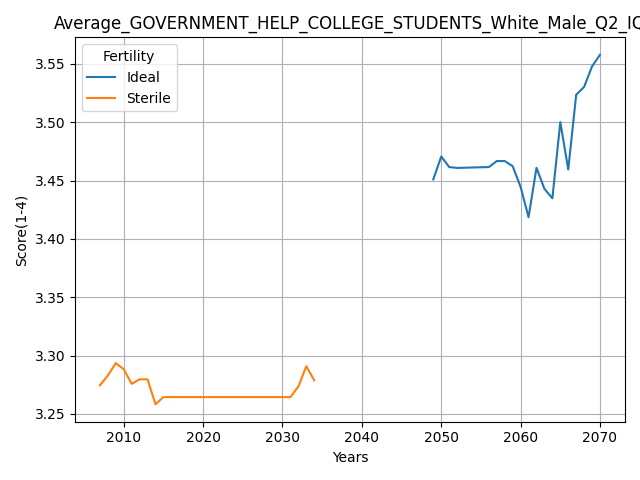 Average_GOVERNMENT_HELP_COLLEGE_STUDENTS_White_Male_Q2_IQ
Fertility
Ideal
Sterile
Score(1-4)
3.55
3.50
3.45
3.40
3.35
3.30
3.25
2010 2020 2030 2040 2050 2060 2070
Years